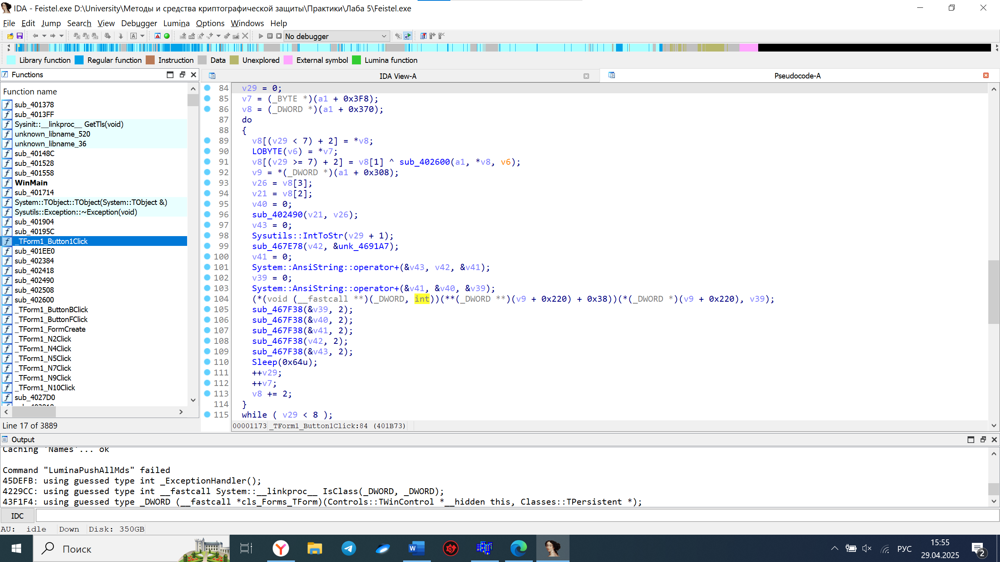 IDA - Feistel.exe D:\University\Методы и средства криптографической защиты\Практики\Лаба 5\Feistel.exe
File Edit Jump Search View Debugger Lumina Options Windows Help
No debugger
Library function Regular function Instruction Data Unexplored External symbol Lumina function
Functions
Function name
sub_401378
sub_4013FF
Sysinit::__linkproc__ GetTls(void)
unknown_libname_520
unknown_libname_36
sub_40148C
sub_401528
sub_401558
WinMain
sub_401714
System::TObject::TObject(System::TObject &)
Sysutils::Exception::~Exception(void)
sub_401904
sub_40195C
_TForm1_Button1Click
sub_401EE0
sub_402384
sub_402418
sub_402490
sub_402508
sub_402600
_TForm1_ButtonBClick
_TForm1_ButtonFClick
_TForm1_FormCreate
_TForm1_N2Click
_TForm1_N4Click
_TForm1_N5Click
_TForm1_N7Click
_TForm1_N9Click
_TForm1_N10Click
sub_4027D0
Line 17 of 3889
IDA View-A
Pseudocode-A
84 v29 = 0;
85 v7 = (_BYTE *)(a1 + 0x3F8);
86 v8 = (_DWORD *)(a1 + 0x370);
87 do
88 {
89 v8[(v29 < 7) + 2] = *v8;
90 LOBYTE(v6) = *v7;
91 v8[(v29 >= 7) + 2] = v8[1] ^ sub_402600(a1, *v8, v6);
92 v9 = *(_DWORD *)(a1 + 0x308);
93 v26 = v8[3];
94 v21 = v8[2];
95 v40 = 0;
96 sub_402490(v21, v26);
97 v43 = 0;
98 Sysutils::IntToStr(v29 + 1);
99 sub_467E78(v42, &unk_4691A7);
100 v41 = 0;
101 System::AnsiString::operator+(&v43, v42, &v41);
102 v39 = 0;
103 System::AnsiString::operator+(&v41, &v40, &v39);
104 (*(void (__fastcall **)(_DWORD, int))(**(_DWORD **)(v9 + 0x220) + 0x38))(*(_DWORD *)(v9 + 0x220), v39);
105 sub_467F38(&v39, 2);
106 sub_467F38(&v40, 2);
107 sub_467F38(&v41, 2);
108 sub_467F38(v42, 2);
109 sub_467F38(&v43, 2);
110 Sleep(0x64u);
111 ++v29;
112 ++v7;
113 v8 += 2;
114 }
115 while ( v29 < 8 );
00001173 _TForm1_Button1Click:84 (401B73)
Output
Caching 'Names'... ok
Command "LuminaPushAllMds" failed
45DEFB: using guessed type int _ExceptionHandler();
4229CC: using guessed type int __fastcall System::__linkproc__ IsClass(_DWORD, _DWORD);
43F1F4: using guessed type _DWORD (__fastcall *cls_Forms_TForm)(Controls::TWinControl *__hidden this, Classes::TPersistent *);
IDC
AU: idle Down Disk: 350GB
Поиск
РУС
15:55
29.04.2025
2